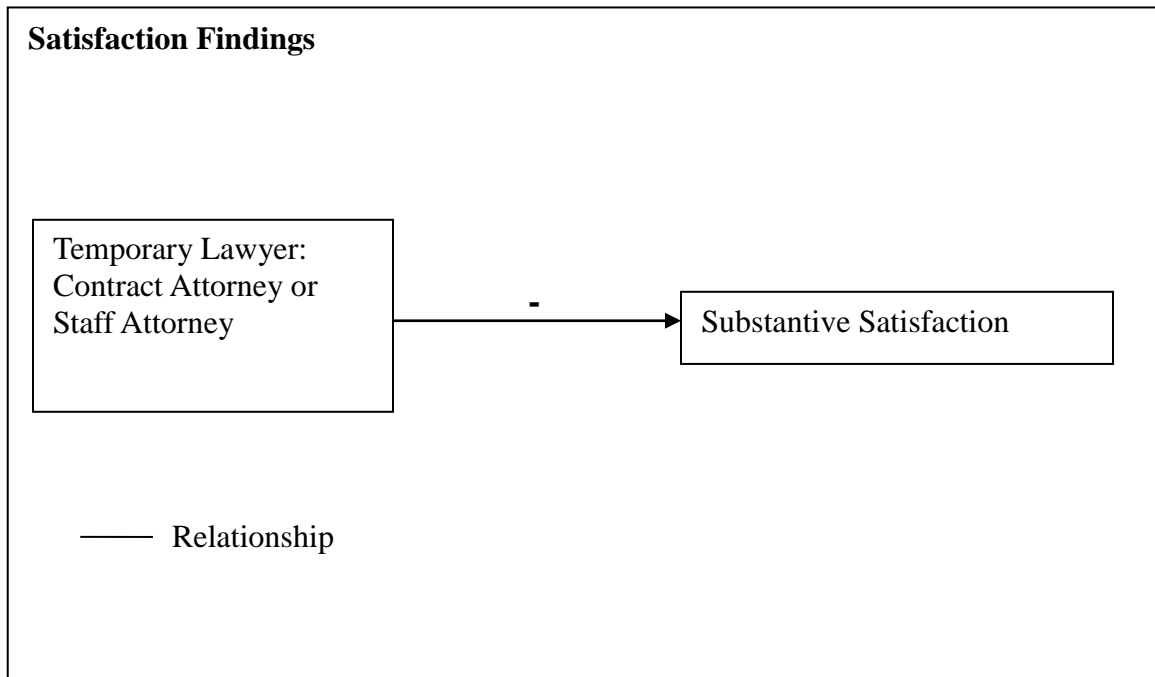 Satisfaction Findings
Temporary Lawyer:
Contract Attorney or
Staff Attorney
-
Substantive Satisfaction
Relationship